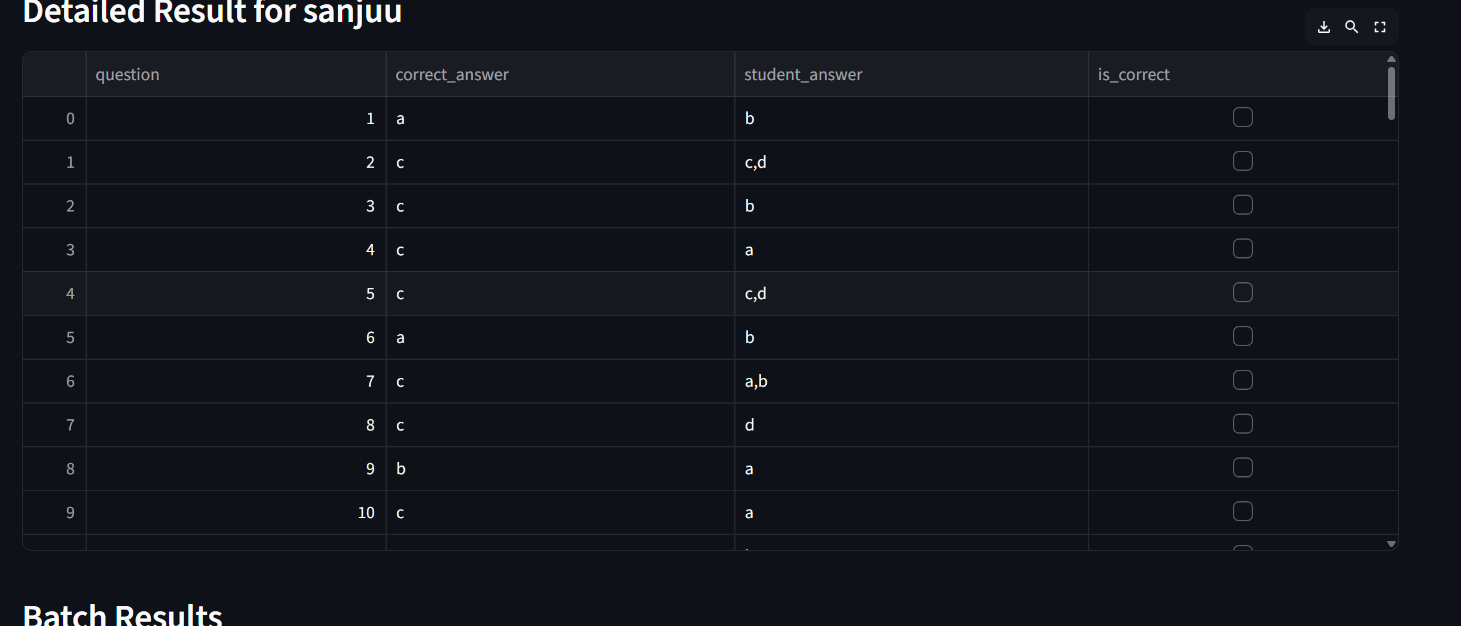 Detailed Result for sanjuu
question correct_answer student_answer is_correct
0 1 a b
1 2 c c,d
2 3 c b
3 4 c a
4 5 c c,d
5 6 a b
6 7 c a,b
7 8 c d
8 9 b a
9 10 c a
Batch Results